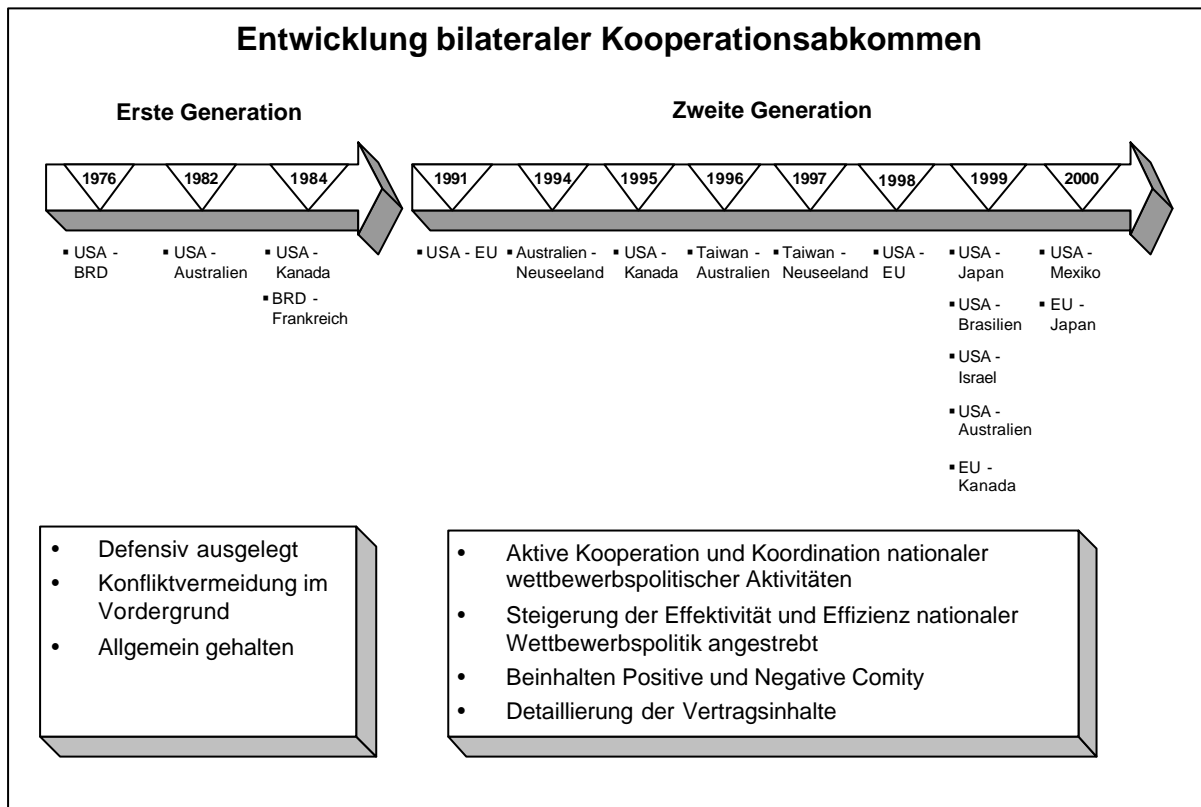 Entwicklung bilateraler Kooperationsabkommen
Erste Generation
1976
1982
1984
▪ USA -
BRD
▪ USA -
Australien
▪ USA -
Kanada
▪ BRD -
Frankreich
Zweite Generation
1991
1994
1995
1996
1997
1998
1999
2000
▪ USA - EU
▪ Australien -
Neuseeland
▪ USA -
Kanada
▪ Taiwan -
Australien
▪ Taiwan -
Neuseeland
▪ USA -
EU
▪ USA -
Japan
▪ USA -
Brasilien
▪ USA -
Israel
▪ USA -
Australien
▪ EU -
Kanada
▪ USA -
Mexiko
▪ EU -
Japan
• Defensiv ausgelegt
• Konfliktvermeidung im
Vordergrund
• Allgemein gehalten
• Aktive Kooperation und Koordination nationaler
wettbewerbspolitischer Aktivitäten
• Steigerung der Effektivität und Effizienz nationaler
Wettbewerbspolitik angestrebt
• Beinhalten Positive und Negative Comity
• Detaillierung der Vertragsinhalte